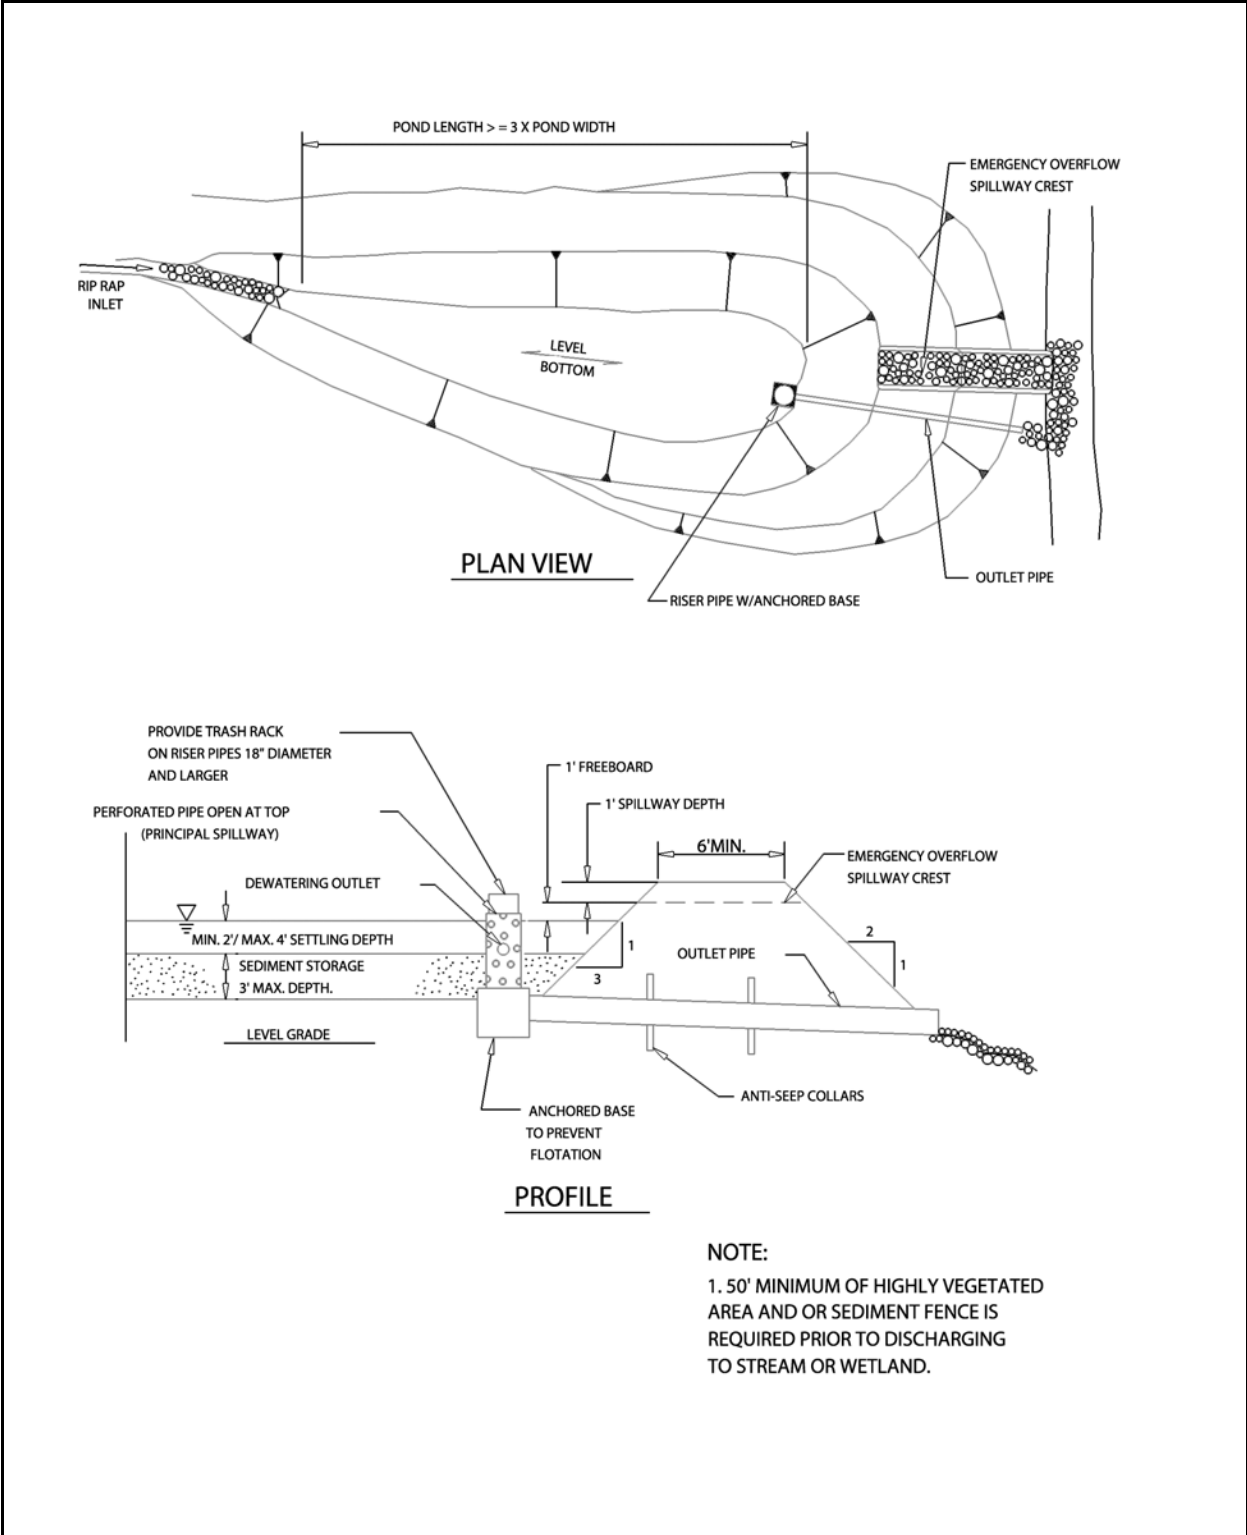 POND LENGTH > = 3 X POND WIDTH
EMERGENCY OVERFLOW
SPILLWAY CREST
RIP RAP
INLET
LEVEL
BOTTOM
PLAN VIEW
OUTLET PIPE
RISER PIPE W/ANCHORED BASE
PROVIDE TRASH RACK
ON RISER PIPES 18" DIAMETER
AND LARGER
1' FREEBOARD
1' SPILLWAY DEPTH
PERFORATED PIPE OPEN AT TOP
(PRINCIPAL SPILLWAY)
6'MIN.
EMERGENCY OVERFLOW
SPILLWAY CREST
DEWATERING OUTLET
MIN. 2'/ MAX. 4' SETTLING DEPTH
1
2
OUTLET PIPE
1
SEDIMENT STORAGE
3' MAX. DEPTH.
3
LEVEL GRADE
ANTI-SEEP COLLARS
ANCHORED BASE
TO PREVENT
FLOTATION
PROFILE
NOTE:
1. 50' MINIMUM OF HIGHLY VEGETATED
AREA AND OR SEDIMENT FENCE IS
REQUIRED PRIOR TO DISCHARGING
TO STREAM OR WETLAND.